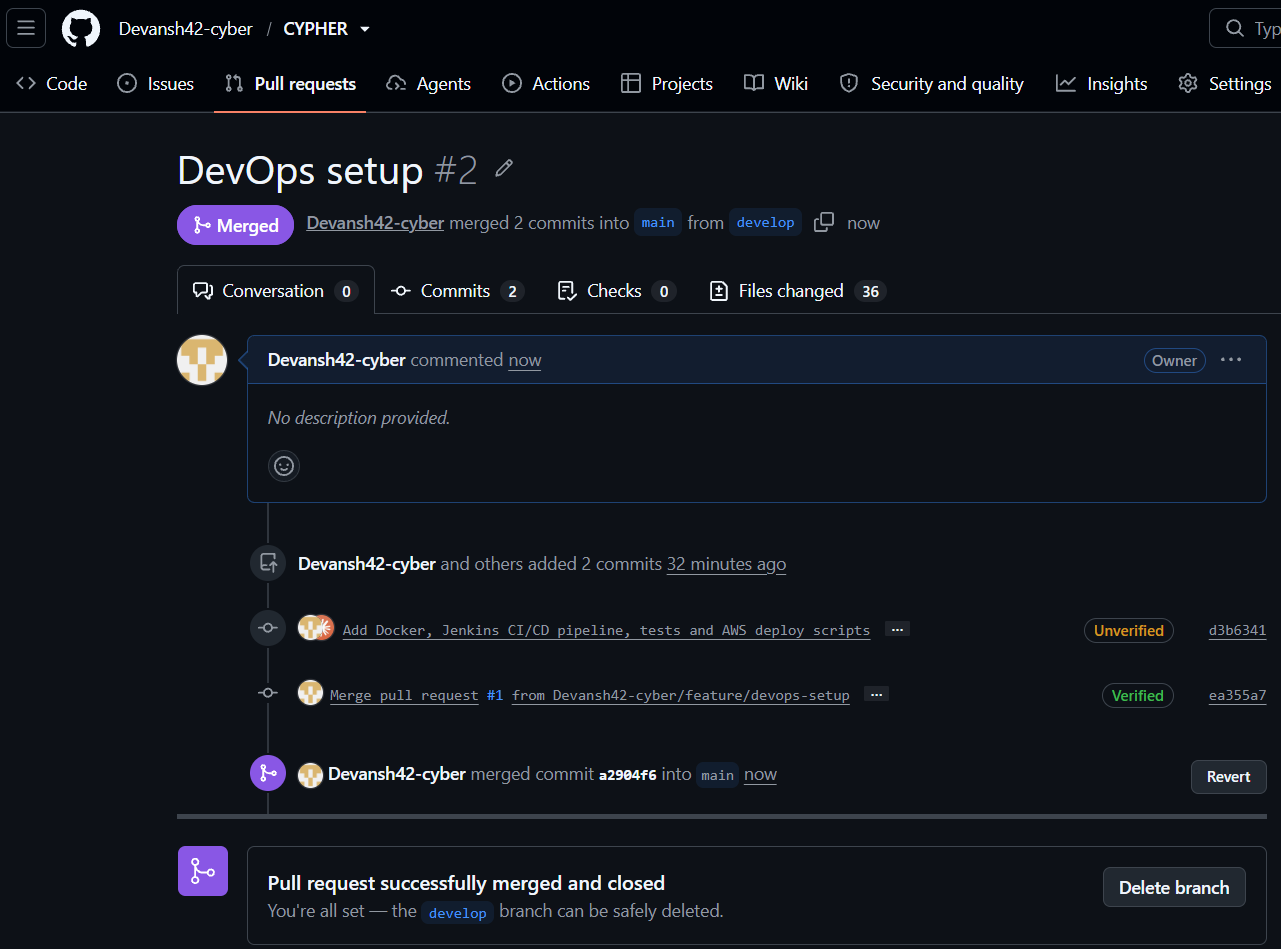 Devansh42-cyber / CYPHER
Code Issues Pull requests Agents Actions Projects Wiki Security and quality Insights Settings
DevOps setup #2
Merged Devansh42-cyber merged 2 commits into main from develop now
Conversation 0 Commits 2 Checks 0 Files changed 36
Devansh42-cyber commented now Owner
No description provided.
Devansh42-cyber and others added 2 commits 32 minutes ago
Add Docker, Jenkins CI/CD pipeline, tests and AWS deploy scripts ... Unverified d3b6341
Merge pull request #1 from Devansh42-cyber/feature/devops-setup ... Verified ea355a7
Devansh42-cyber merged commit a2904f6 into main now Revert
Pull request successfully merged and closed
You're all set — the develop branch can be safely deleted.
Delete branch